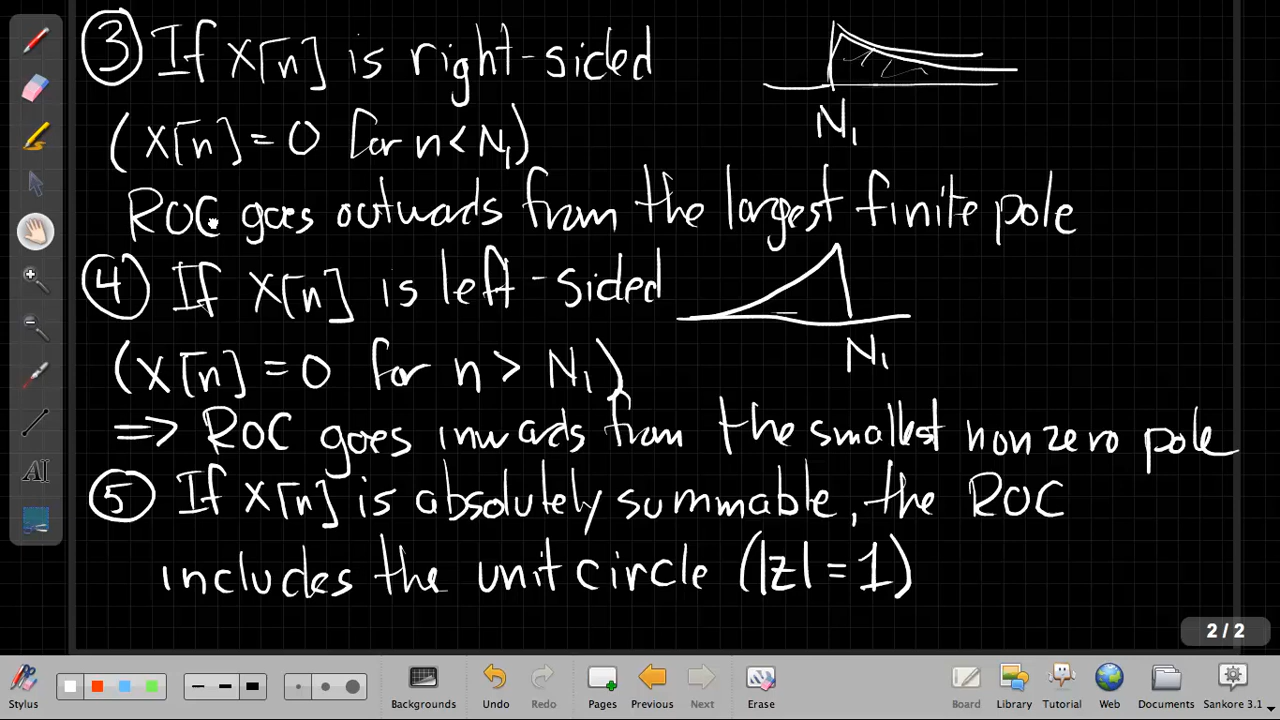 ③ If X[n] is right-sided
(X[n] = 0 for n < N₁)
N₁
ROC goes outwards from the largest finite pole
④ If X[n] is left-sided
N₁
(X[n] = 0 for n > N₁)
=> ROC goes inwards from the smallest nonzero pole
⑤ If X[n] is absolutely summable, the ROC
includes the unit circle (|z| = 1)
2 / 2
Stylus
Backgrounds
Undo
Redo
Pages
Previous
Next
Erase
Board
Library
Tutorial
Web
Documents
Sankore 3.1
AI